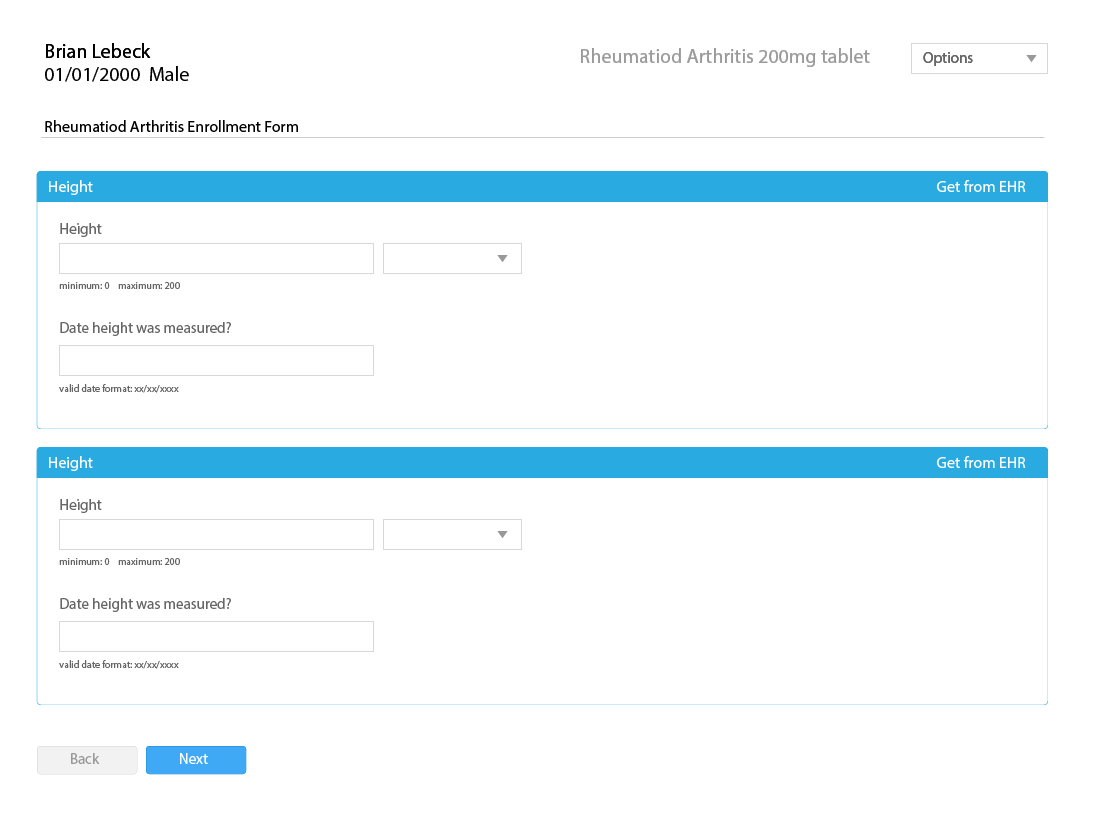 Brian Lebeck
01/01/2000 Male
Rheumatiod Arthritis 200mg tablet
Options
Rheumatiod Arthritis Enrollment Form
Height
Get from EHR
Height
minimum: 0 maximum: 200
Date height was measured?
valid date format: xx/xx/xxxx
Height
Get from EHR
Height
minimum: 0 maximum: 200
Date height was measured?
valid date format: xx/xx/xxxx
Back
Next